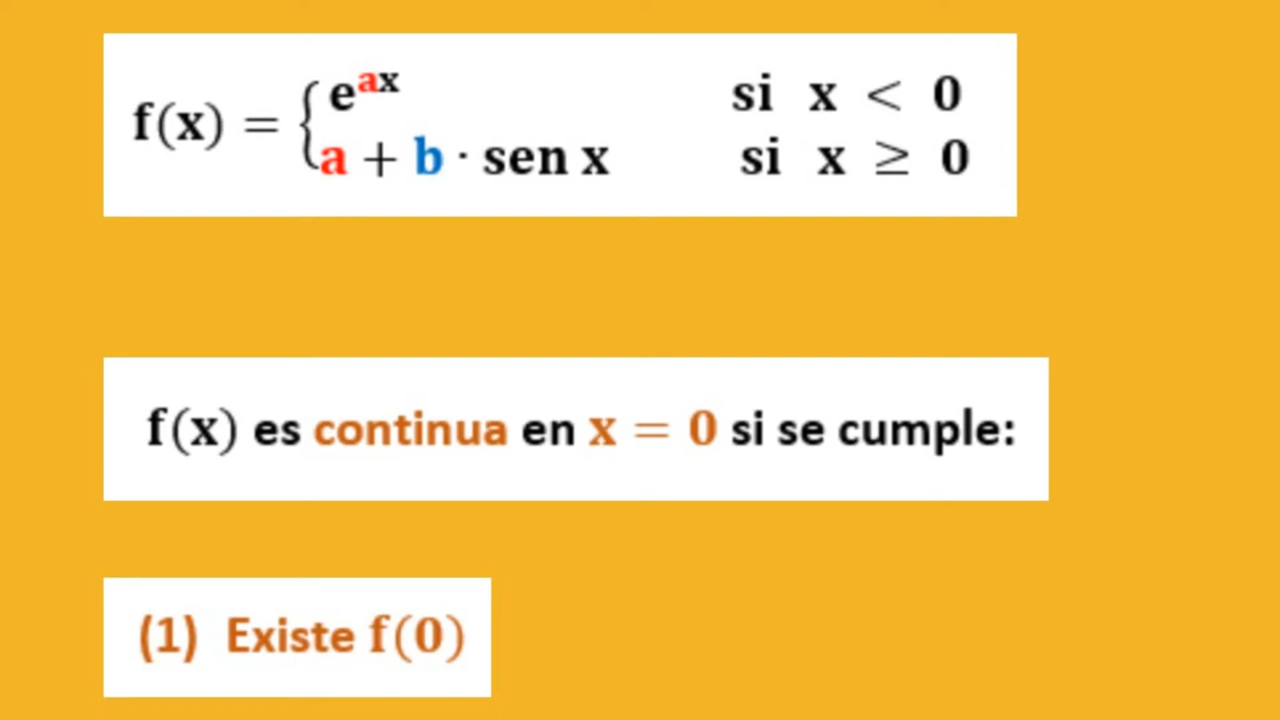 f(x) = { e^{ax} si x < 0
a + b · sen x si x ≥ 0
f(x) es continua en x = 0 si se cumple:
(1) Existe f(0)